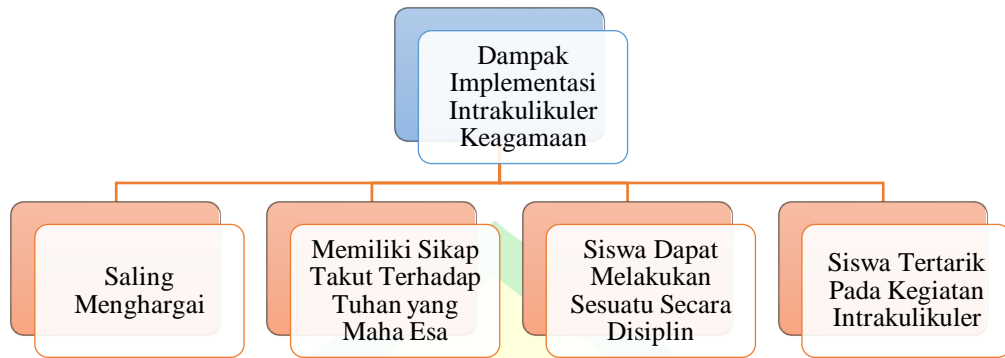 Dampak
Implementasi
Intrakulikuler
Keagamaan
Saling
Menghargai
Memiliki Sikap
Takut Terhadap
Tuhan yang
Maha Esa
Siswa Dapat
Melakukan
Sesuatu Secara
Disiplin
Siswa Tertarik
Pada Kegiatan
Intrakulikuler